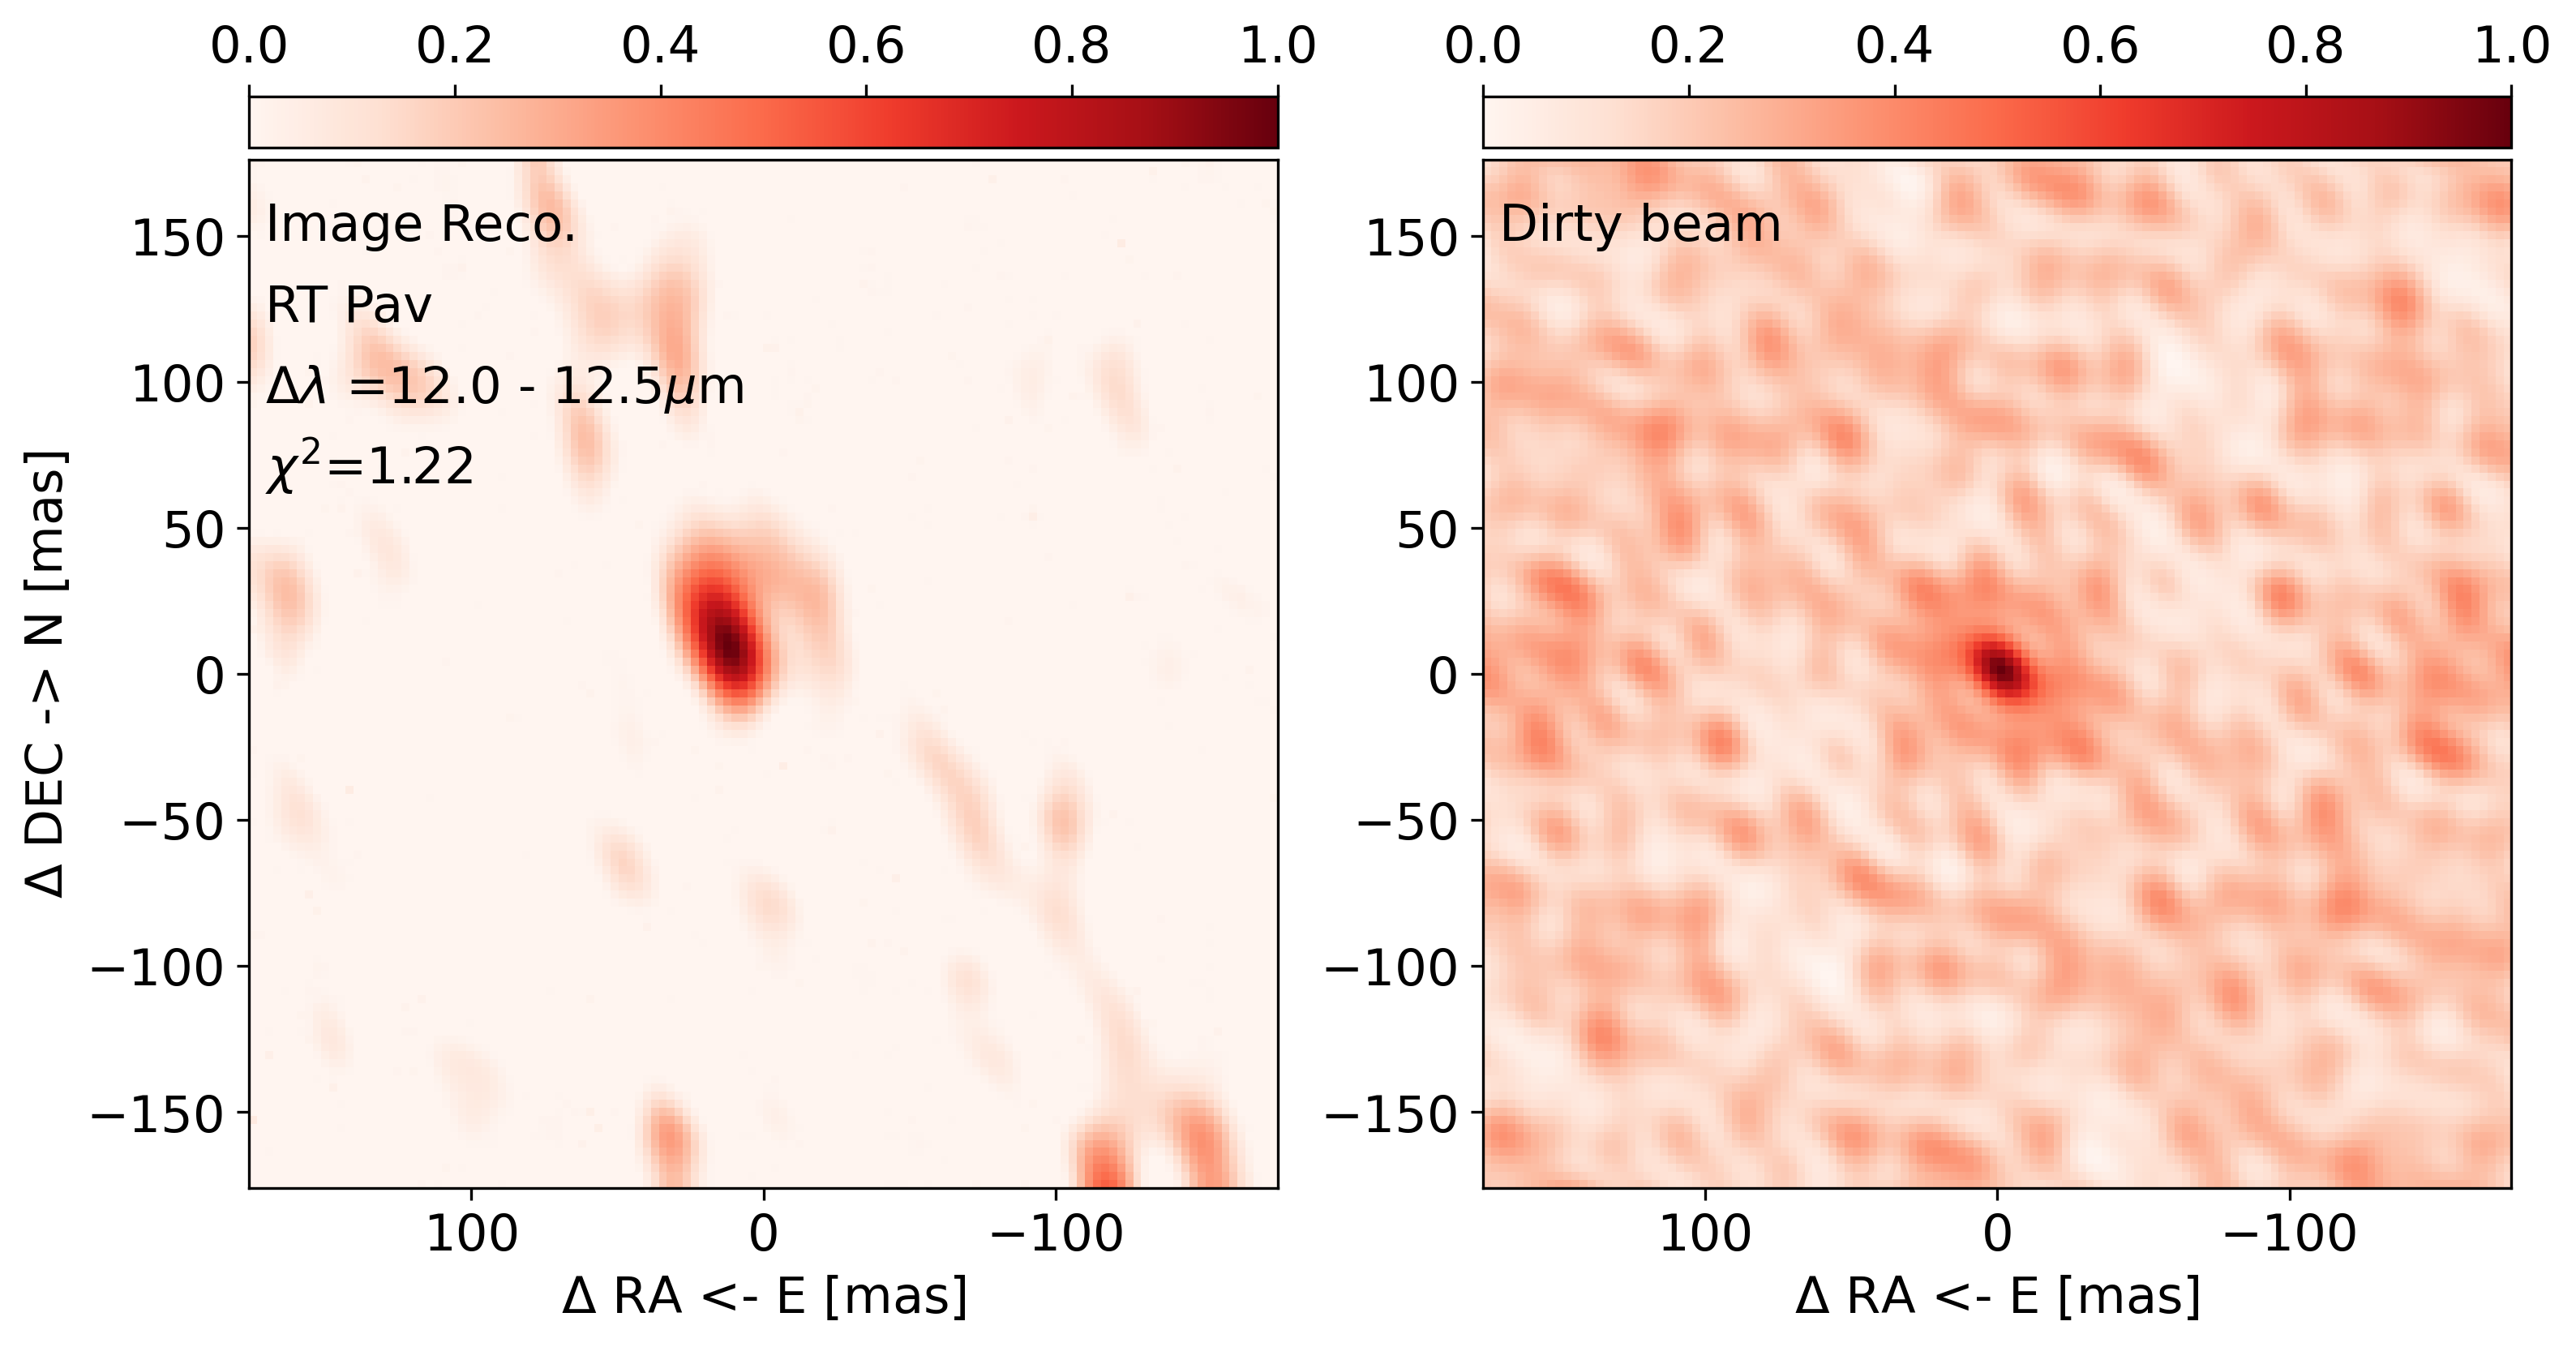 0.0 0.2 0.4 0.6 0.8 1.0
0.0 0.2 0.4 0.6 0.8 1.0
Image Reco.
RT Pav
Δλ =12.0 - 12.5μm
χ²=1.22
150
100
50
0
−50
−100
−150
Δ DEC -> N [mas]
100 0 −100
Δ RA <- E [mas]
Dirty beam
150
100
50
0
−50
−100
−150
100 0 −100
Δ RA <- E [mas]